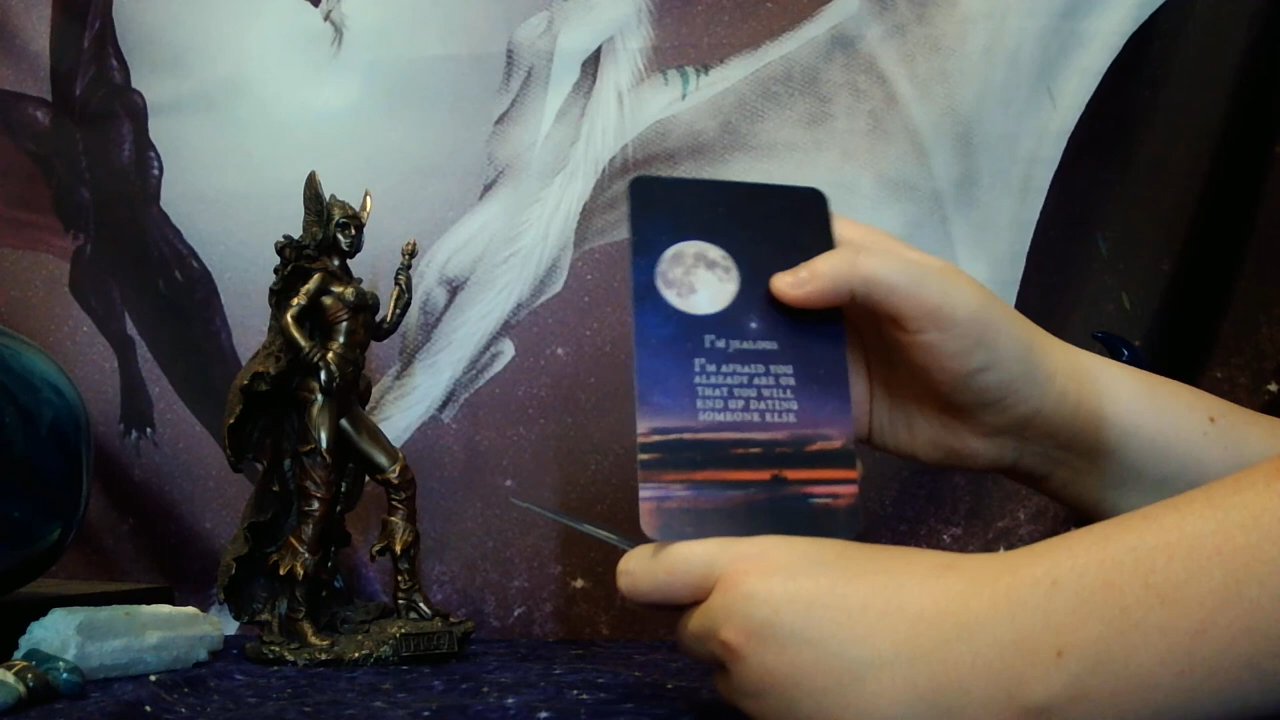 I'm jealous
I'm afraid you
already are or
that you will
end up dating
someone else